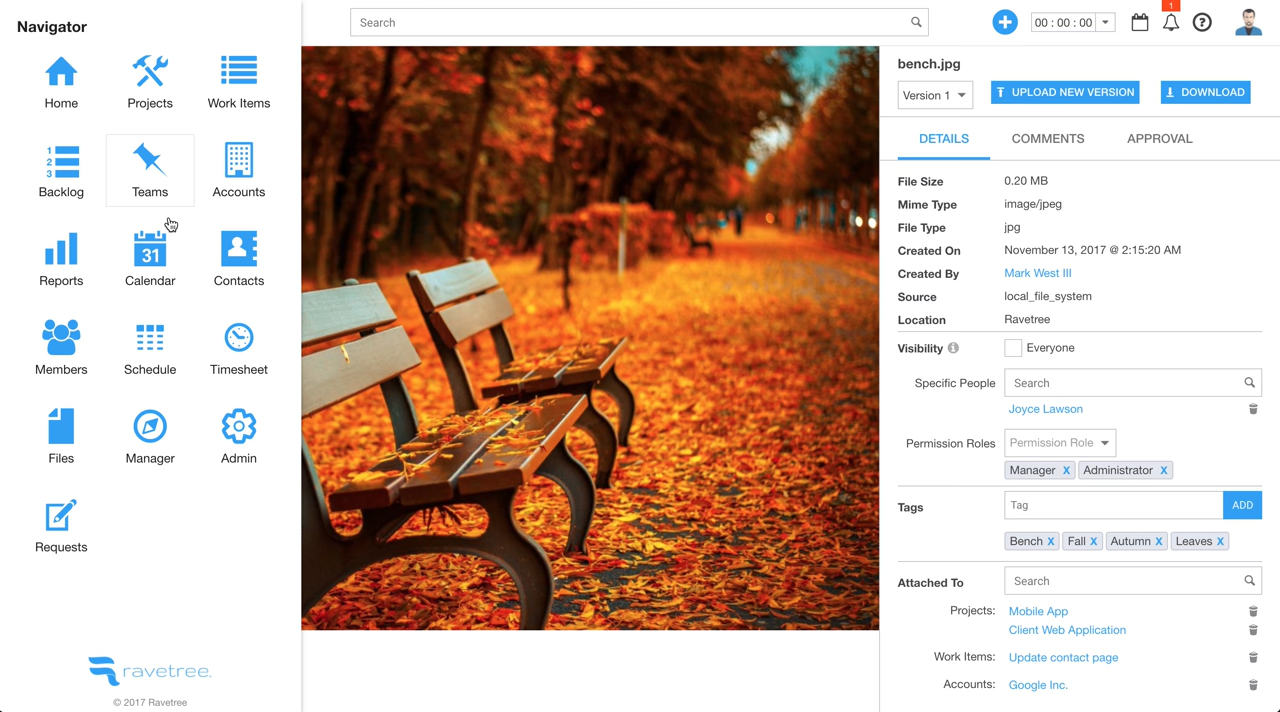 Navigator
Home
Projects
Work Items
1
2
3
Backlog
Teams
Accounts
Reports
31
Calendar
Contacts
Members
Schedule
Timesheet
Files
Manager
Admin
Requests
ravetree.
© 2017 Ravetree
Search
00 : 00 : 00
1
?
bench.jpg
Version 1
UPLOAD NEW VERSION
DOWNLOAD
DETAILS COMMENTS APPROVAL
File Size 0.20 MB
Mime Type image/jpeg
File Type jpg
Created On November 13, 2017 @ 2:15:20 AM
Created By Mark West III
Source local_file_system
Location Ravetree
Visibility i Everyone
Specific People Search
Joyce Lawson
Permission Roles Permission Role
Manager X Administrator X
Tags Tag ADD
Bench X Fall X Autumn X Leaves X
Attached To Search
Projects: Mobile App
Client Web Application
Work Items: Update contact page
Accounts: Google Inc.